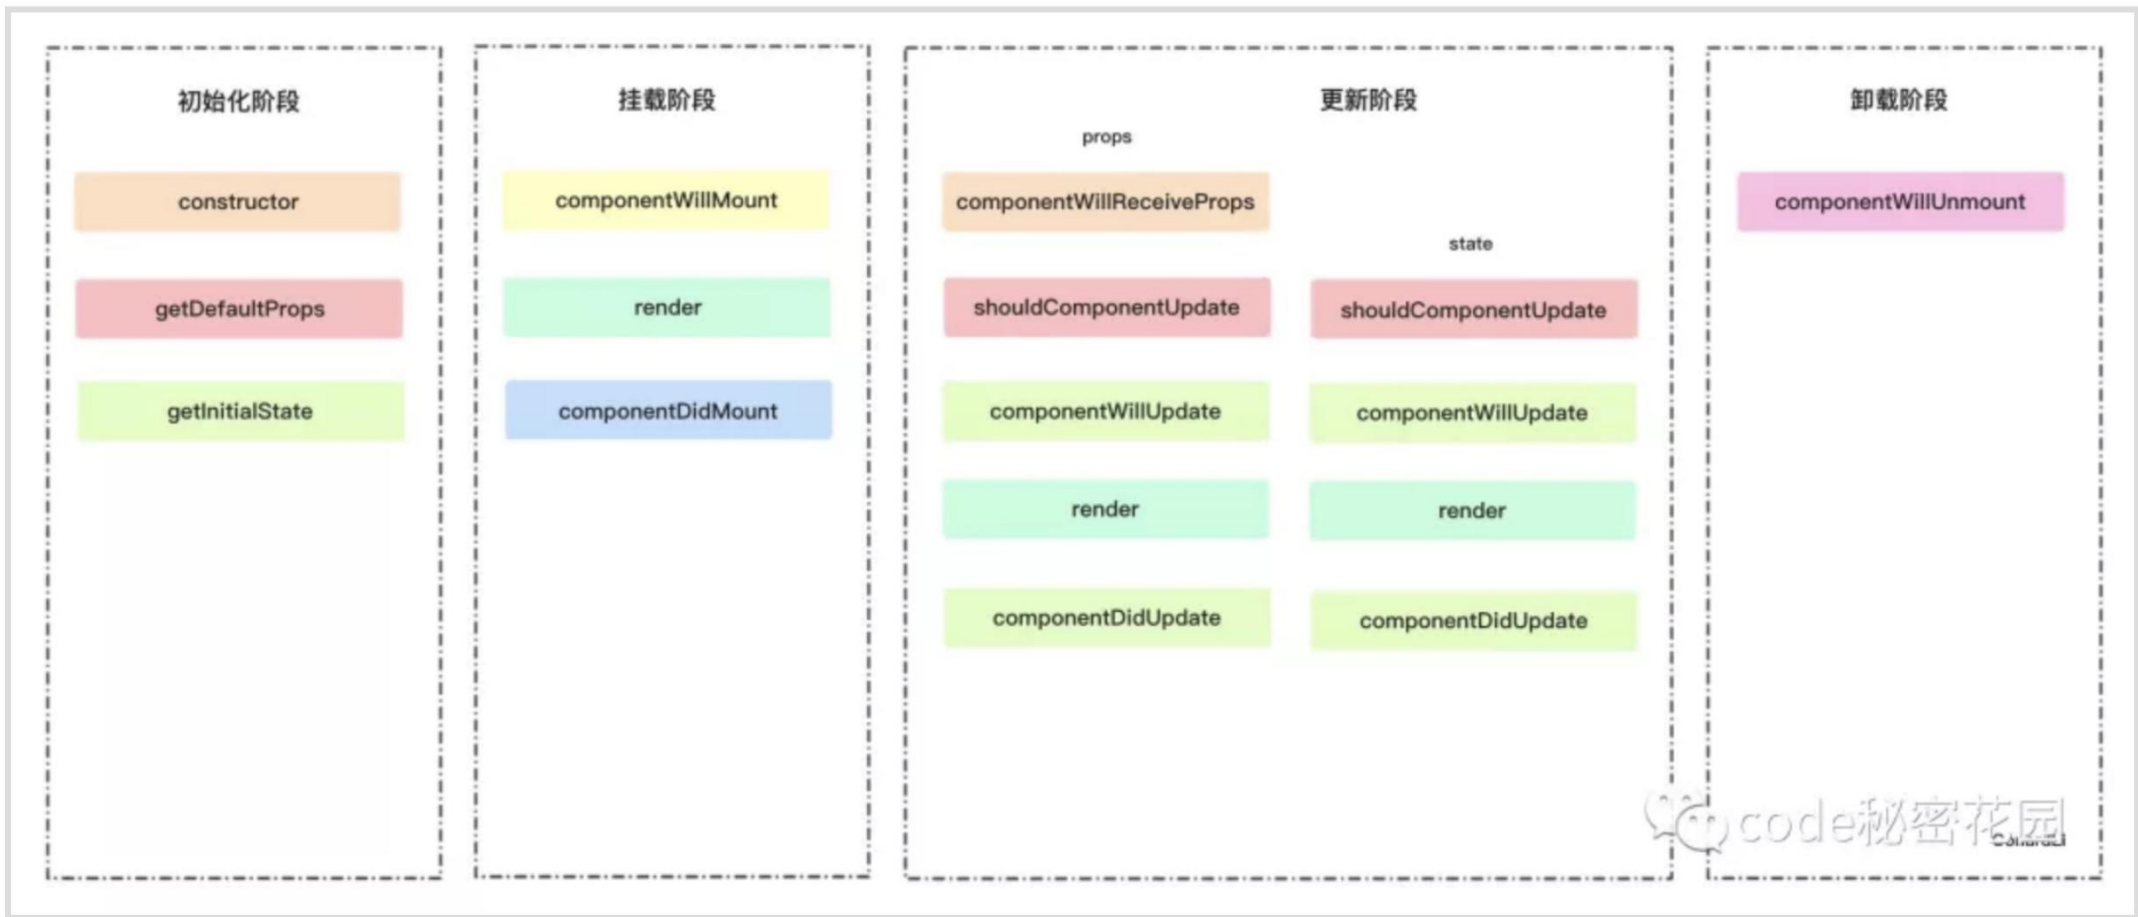 初始化阶段
constructor
getDefaultProps
getInitialState
挂载阶段
componentWillMount
render
componentDidMount
更新阶段
props
componentWillReceiveProps
shouldComponentUpdate
componentWillUpdate
render
componentDidUpdate
state
shouldComponentUpdate
componentWillUpdate
render
componentDidUpdate
卸载阶段
componentWillUnmount
code秘密花园